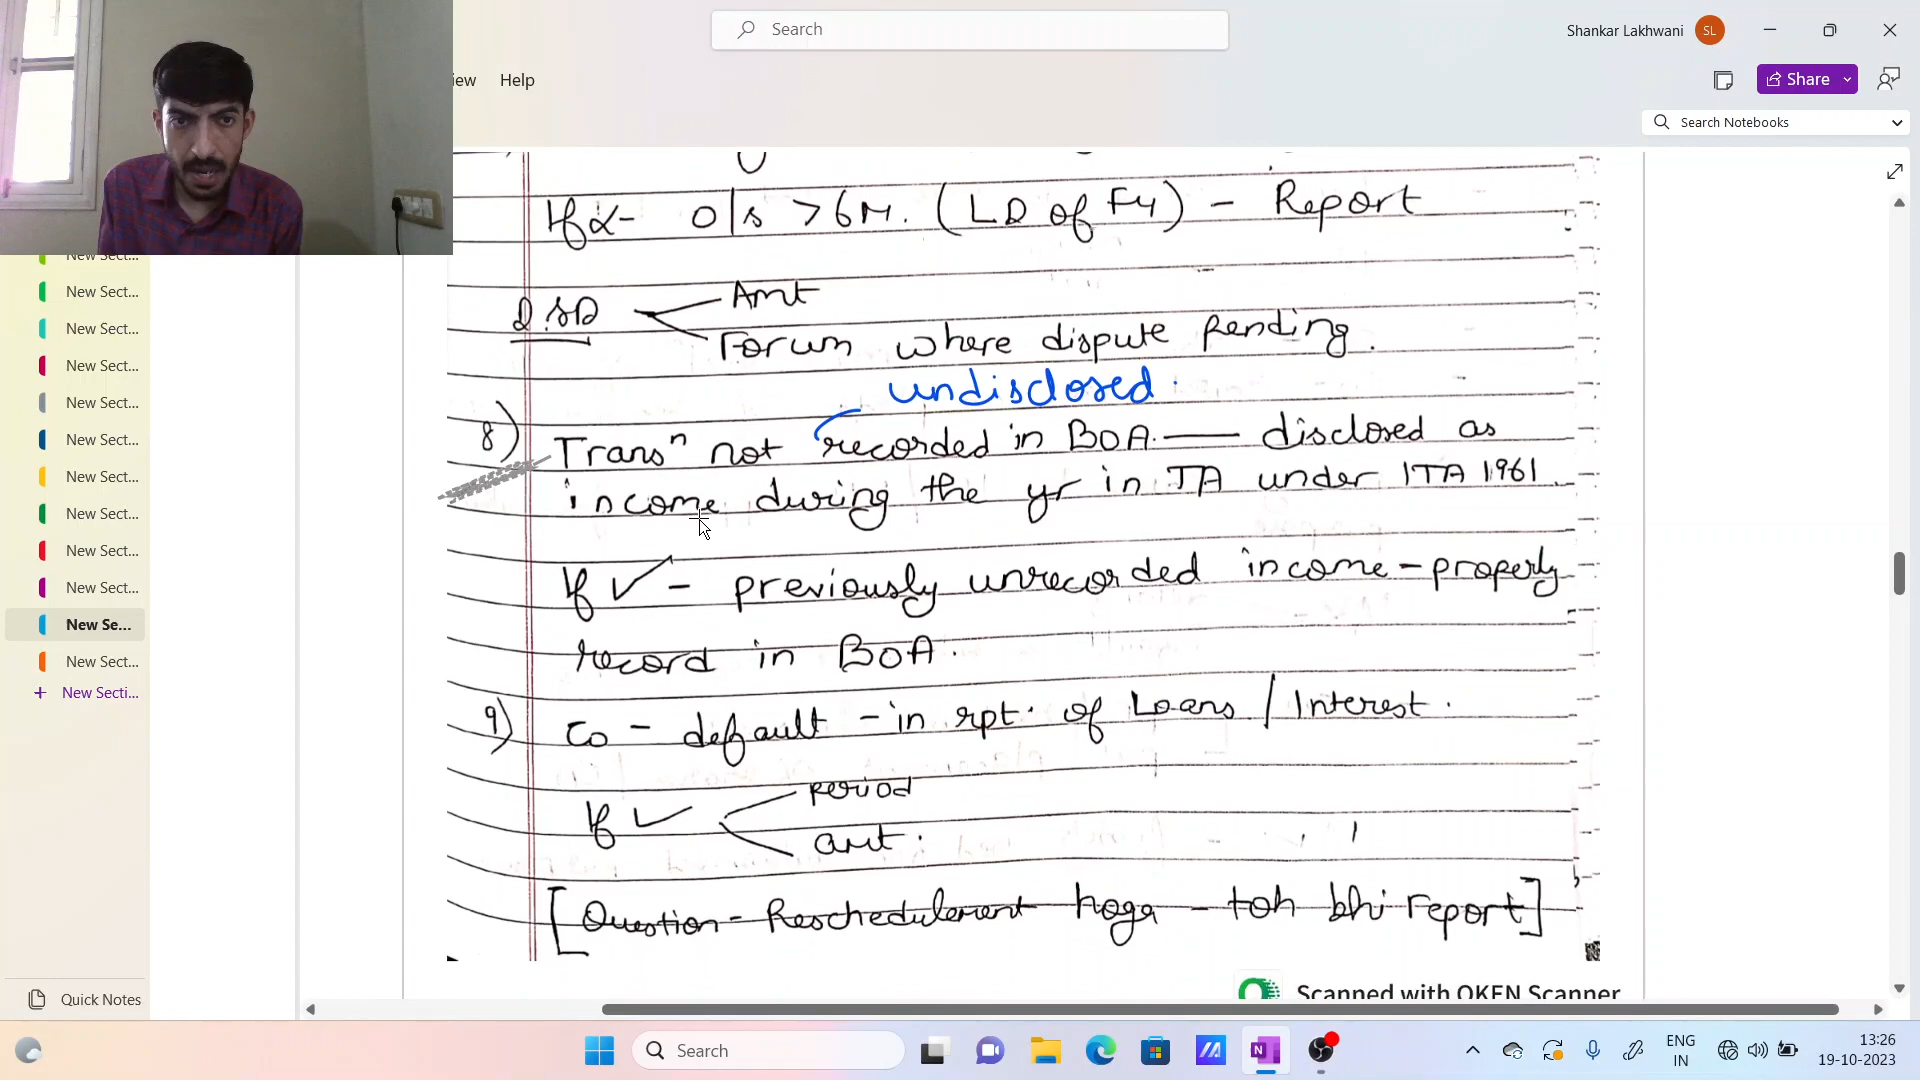 Search
Shankar Lakhwani SL
iew Help
Share
Search Notebooks
If x - O/s > 6M. (LD of FY) - Report
D.SD
Amt
Forum where dispute pending.
undisclosed.
8) Transⁿ not recorded in BOA. — disclosed as
income during the yr in TA under ITA 1961.
If ✓ - previously unrecorded income - properly
record in BOA.
9) Co - default - in rpt. of Loans / Interest.
If ✓
period
amt.
[Question - Reschedulement hoga - toh bhi report]
Scanned with OKEN Scanner
New Sect...
New Sect...
New Sect...
New Sect...
New Sect...
New Sect...
New Sect...
New Sect...
New Sect...
New Sect...
New Se...
New Sect...
+ New Secti...
Quick Notes
Search
ENG
IN
13:26
19-10-2023